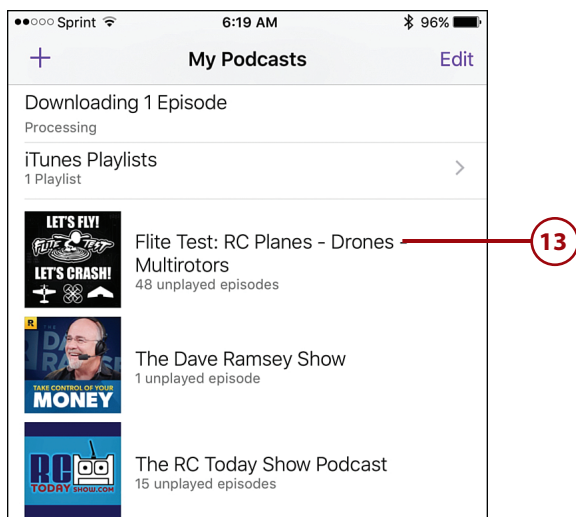 Sprint 6:19 AM 96%
+ My Podcasts Edit
Downloading 1 Episode
Processing
iTunes Playlists
1 Playlist
LET'S FLY!
FLITE TEST
LET'S CRASH!
Flite Test: RC Planes - Drones -
Multirotors
48 unplayed episodes
13
R
TAKE CONTROL OF YOUR
MONEY
The Dave Ramsey Show
1 unplayed episode
RC
TODAY SHOW.COM
The RC Today Show Podcast
15 unplayed episodes